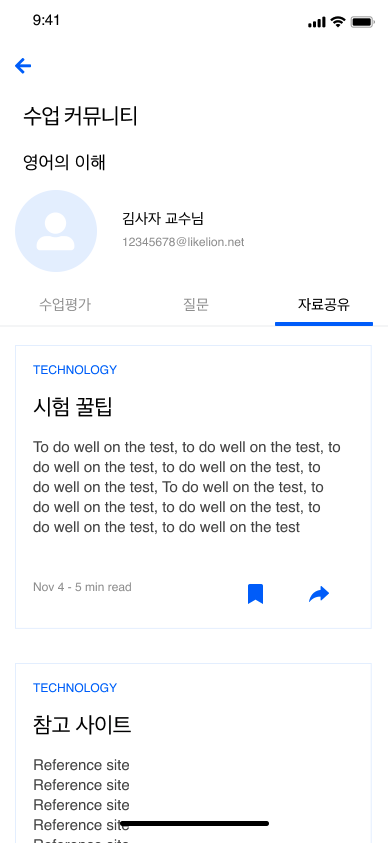 9:41
수업 커뮤니티
영어의 이해
김사자 교수님
12345678@likelion.net
수업평가 질문 자료공유
TECHNOLOGY
시험 꿀팁
To do well on the test, to do well on the test, to
do well on the test, to do well on the test, to
do well on the test, To do well on the test, to
do well on the test, to do well on the test, to
do well on the test, to do well on the test
Nov 4 - 5 min read
TECHNOLOGY
참고 사이트
Reference site
Reference site
Reference site
Reference site
Reference site